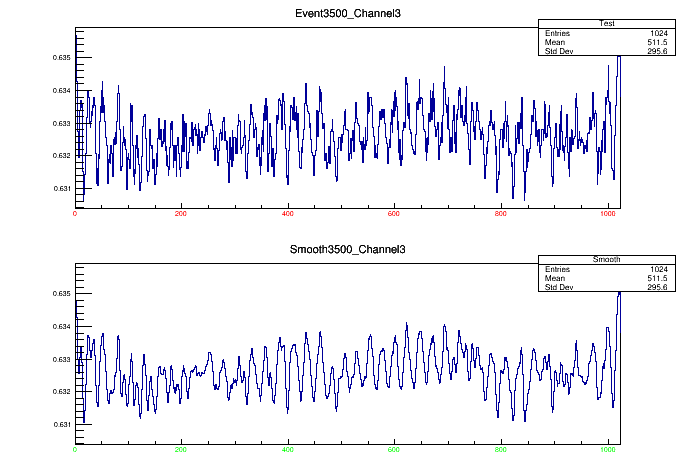 Event3500_Channel3
Test
Entries 1024
Mean 511.5
Std Dev 295.6
0.635
0.634
0.633
0.632
0.631
0 200 400 600 800 1000
Smooth3500_Channel3
Smooth
Entries 1024
Mean 511.5
Std Dev 295.6
0.635
0.634
0.633
0.632
0.631
0 200 400 600 800 1000